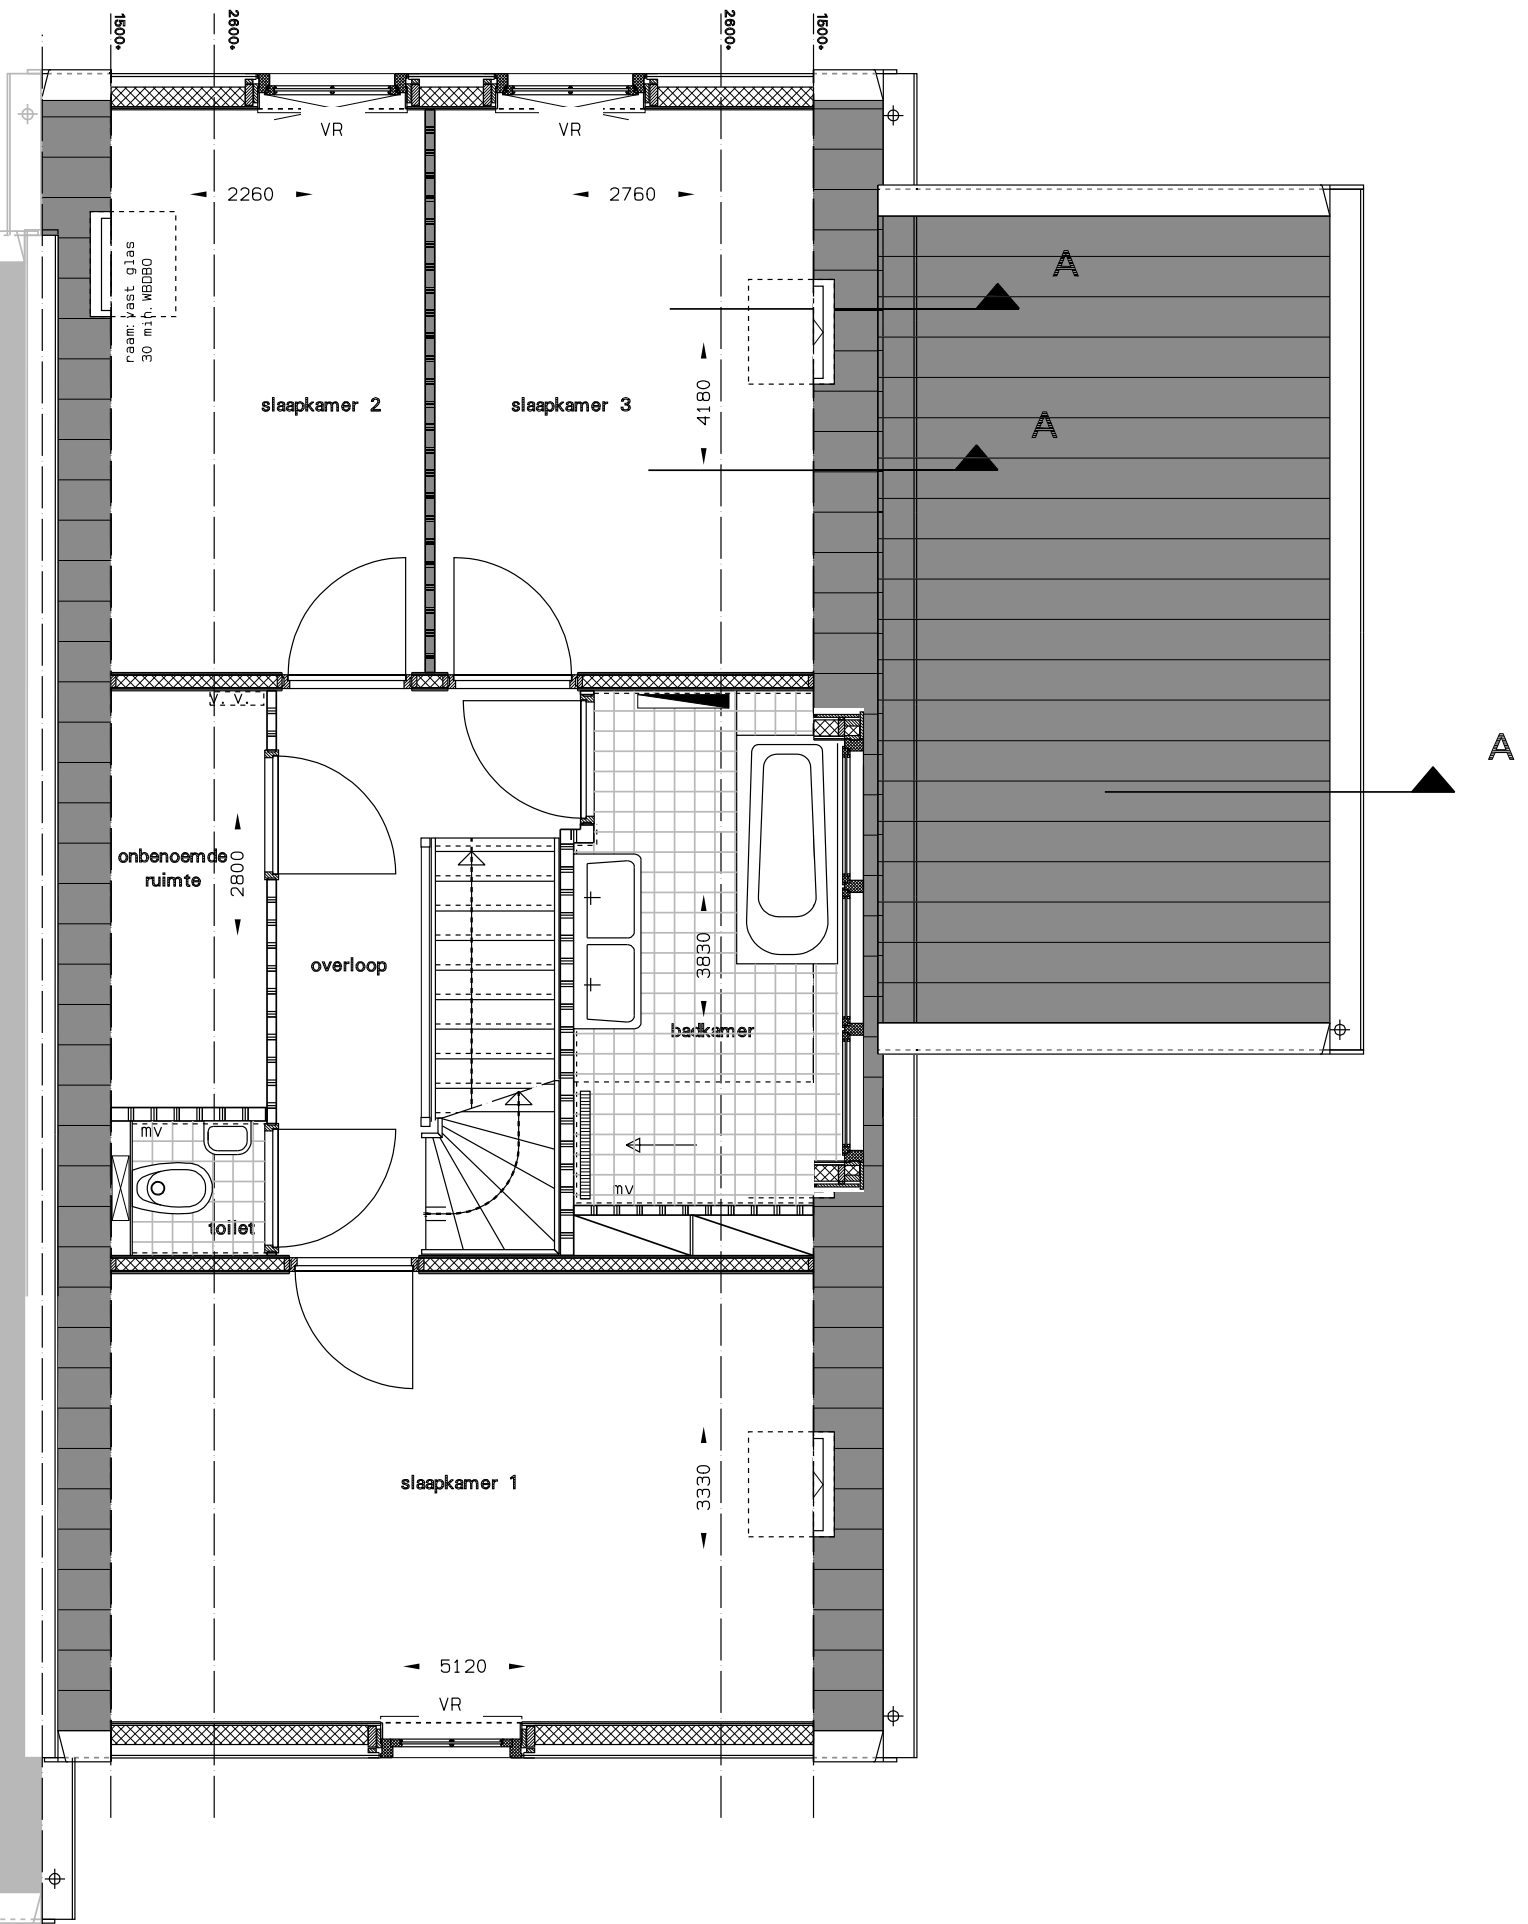 1500+
2600+
2600+
1500+
VR
VR
2260
2760
raam: vast glas
30 min. WBDBO
A
slaapkamer 2
slaapkamer 3
4180
A
v. v.
A
onbenoemde
ruimte
2800
overloop
3830
badkamer
mv
mv
toilet
slaapkamer 1
3330
5120
VR